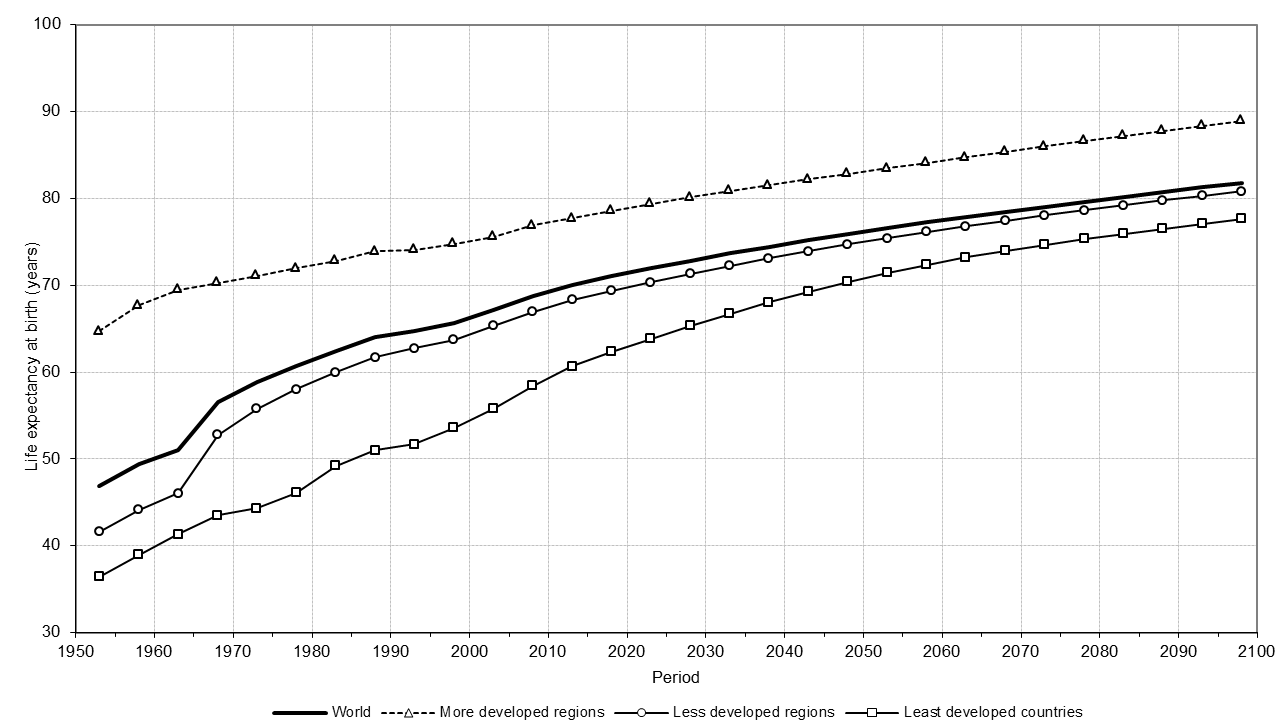 100
90
80
70
60
50
40
30
Life expectancy at birth (years)
1950 1960 1970 1980 1990 2000 2010 2020 2030 2040 2050 2060 2070 2080 2090 2100
Period
World More developed regions Less developed regions Least developed countries